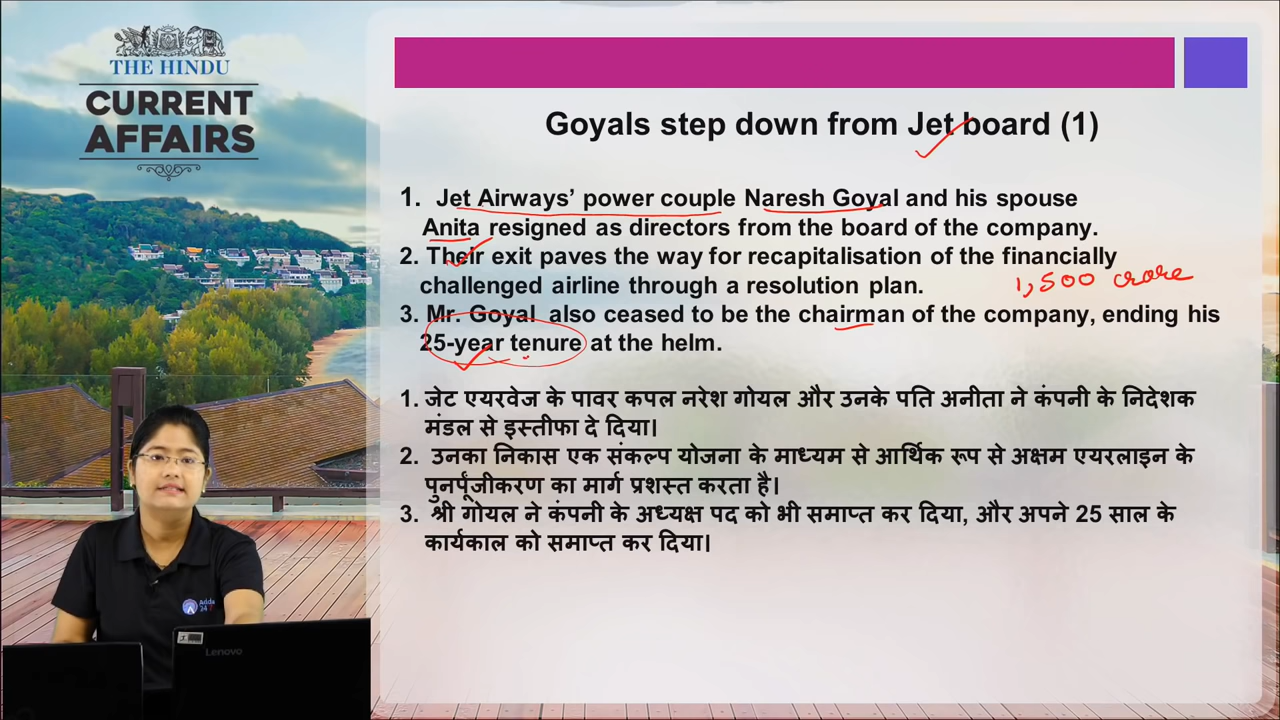 THE HINDU
CURRENT
AFFAIRS
Goyals step down from Jet board (1)
1. Jet Airways’ power couple Naresh Goyal and his spouse
Anita resigned as directors from the board of the company.
2. Their exit paves the way for recapitalisation of the financially
challenged airline through a resolution plan.
1,500 crore
3. Mr. Goyal also ceased to be the chairman of the company, ending his
25-year tenure at the helm.
1. जेट एयरवेज के पावर कपल नरेश गोयल और उनके पति अनीता ने कंपनी के निदेशक
मंडल से इस्तीफा दे दिया।
2. उनका निकास एक संकल्प योजना के माध्यम से आर्थिक रूप से अक्षम एयरलाइन के
पुनर्पूंजीकरण का मार्ग प्रशस्त करता है।
3. श्री गोयल ने कंपनी के अध्यक्ष पद को भी समाप्त कर दिया, और अपने 25 साल के
कार्यकाल को समाप्त कर दिया।
Adda
24
Lenovo